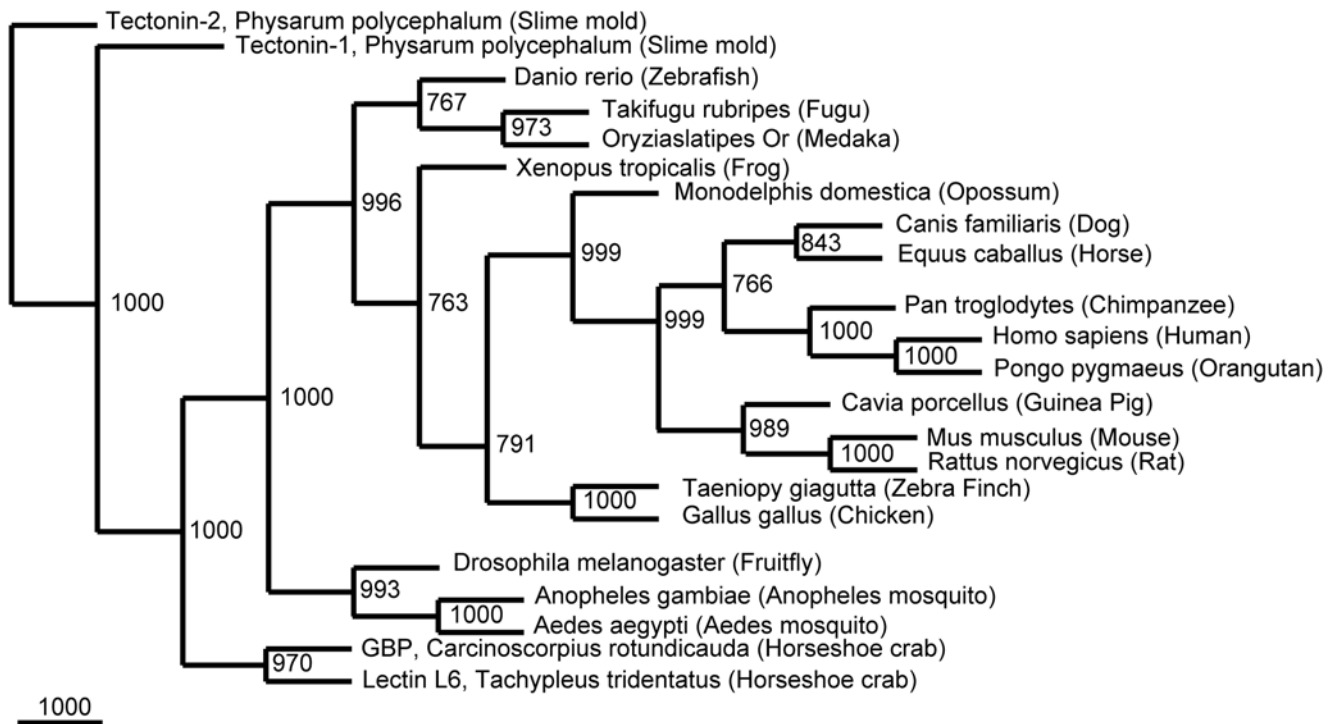 Tectonin-2, Physarum polycephalum (Slime mold)
Tectonin-1, Physarum polycephalum (Slime mold)
Danio rerio (Zebrafish)
767
Takifugu rubripes (Fugu)
973
Oryziaslatipes Or (Medaka)
Xenopus tropicalis (Frog)
Monodelphis domestica (Opossum)
996
Canis familiaris (Dog)
843
999
Equus caballus (Horse)
766
1000
763
Pan troglodytes (Chimpanzee)
999
1000
Homo sapiens (Human)
1000
Pongo pygmaeus (Orangutan)
1000
Cavia porcellus (Guinea Pig)
989
791
Mus musculus (Mouse)
1000
Rattus norvegicus (Rat)
Taeniopy giagutta (Zebra Finch)
1000
Gallus gallus (Chicken)
1000
Drosophila melanogaster (Fruitfly)
993
Anopheles gambiae (Anopheles mosquito)
1000
Aedes aegypti (Aedes mosquito)
GBP, Carcinoscorpius rotundicauda (Horseshoe crab)
970
Lectin L6, Tachypleus tridentatus (Horseshoe crab)
1000